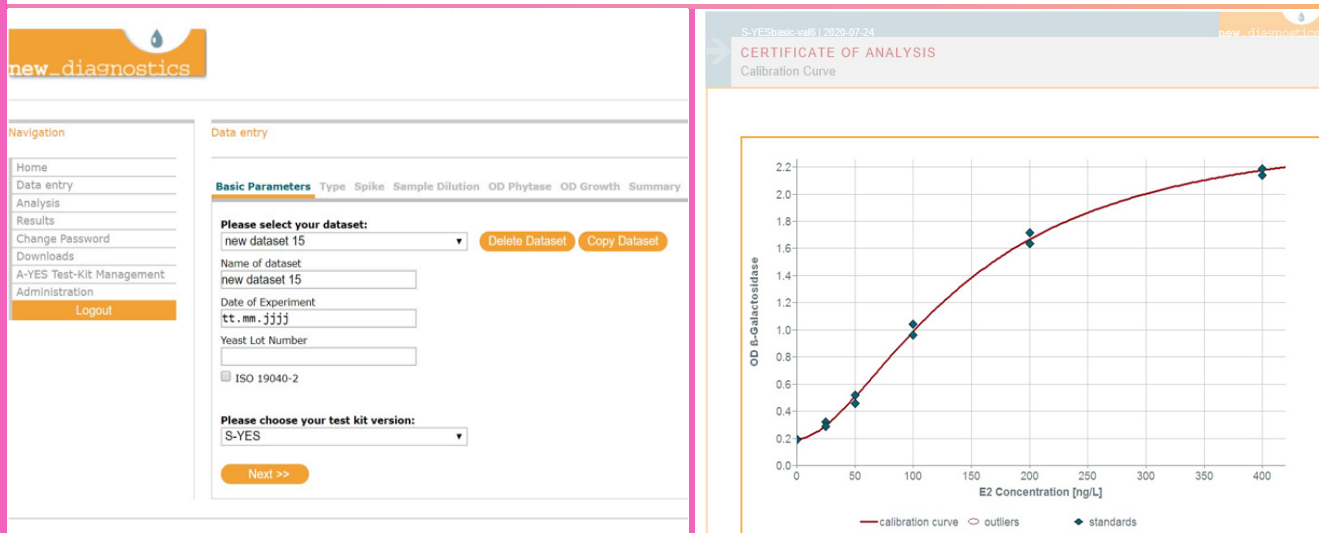 new_diagnostics
Navigation
Home
Data entry
Analysis
Results
Change Password
Downloads
A-YES Test-Kit Management
Administration
Logout
Data entry
Basic Parameters Type Spike Sample Dilution OD Phytase OD Growth Summary
Please select your dataset:
new dataset 15
Delete Dataset Copy Dataset
Name of dataset
new dataset 15
Date of Experiment
tt.mm.jjjj
Yeast Lot Number
ISO 19040-2
Please choose your test kit version:
S-YES
Next >>
S-YESbasic-val6 | 2020-07-24
new_diagnostics
CERTIFICATE OF ANALYSIS
Calibration Curve
OD ß-Galactosidase
2.2
2.0
1.8
1.6
1.4
1.2
1.0
0.8
0.6
0.4
0.2
0.0
0 50 100 150 200 250 300 350 400
E2 Concentration [ng/L]
calibration curve outliers standards